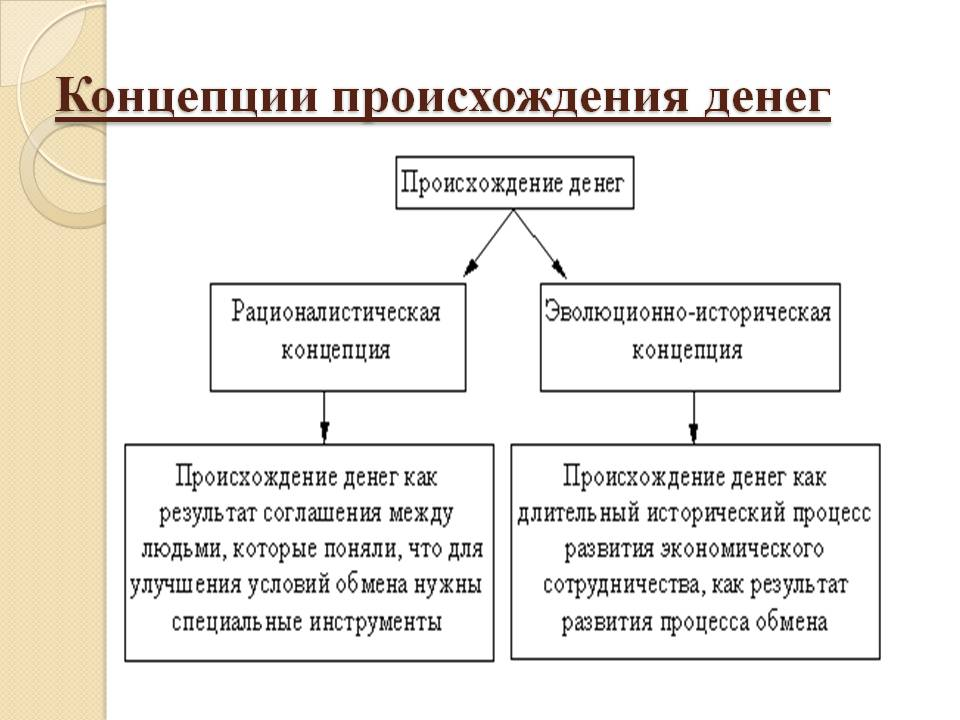 Концепции происхождения денег
Происхождение денег
Рационалистическая
концепция
Эволюционно-историческая
концепция
Происхождение денег как
результат соглашения между
людьми, которые поняли, что для
улучшения условий обмена нужны
специальные инструменты
Происхождение денег как
длительный исторический процесс
развития экономического
сотрудничества, как результат
развития процесса обмена